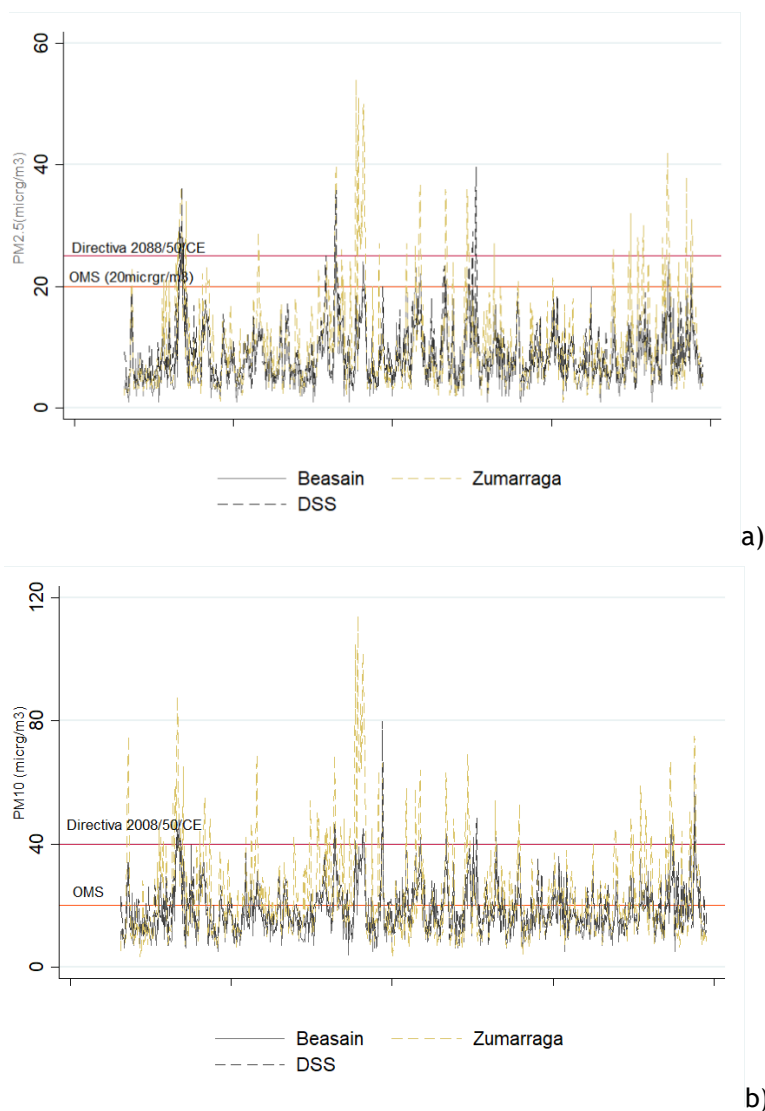 60
40
20
0
PM2.5(micrg/m3)
Directiva 2088/50/CE
OMS (20micrgr/m3)
Beasain
Zumarraga
DSS
a)
120
80
40
0
PM10 (micrg/m3)
Directiva 2008/50/CE
OMS
Beasain
Zumarraga
DSS
b)